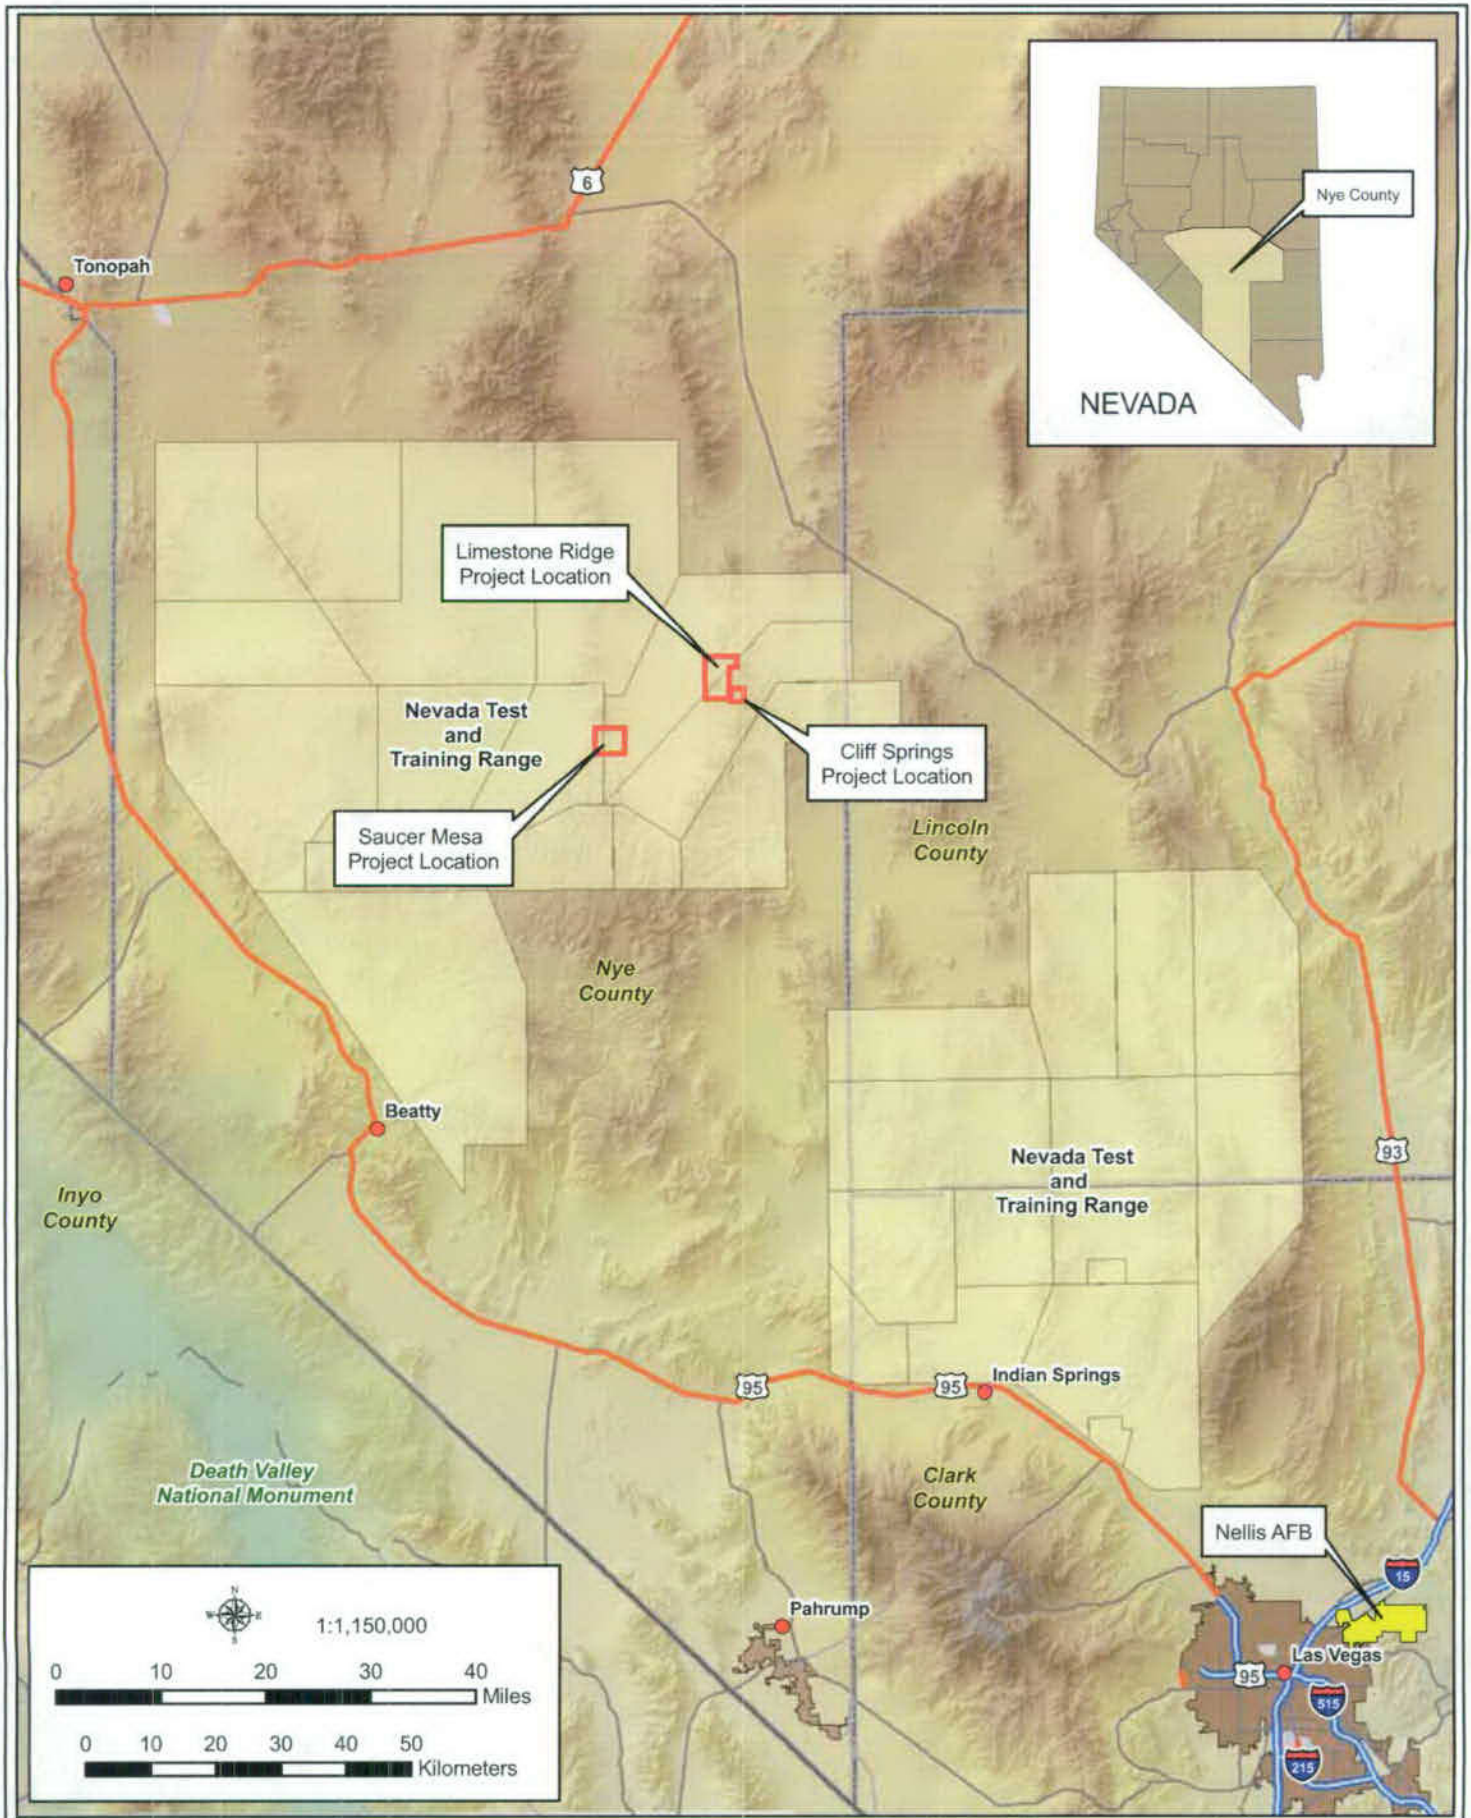 6
Nye County
NEVADA
Tonopah
Limestone Ridge
Project Location
Nevada Test
and
Training Range
Cliff Springs
Project Location
Saucer Mesa
Project Location
Lincoln
County
Nye
County
Beatty
Inyo
County
Nevada Test
and
Training Range
93
95
95
Indian Springs
Death Valley
National Monument
Clark
County
Nellis AFB
15
Pahrump
Las Vegas
95
515
215
N
W
E
S
1:1,150,000
0 10 20 30 40
Miles
0 10 20 30 40 50
Kilometers